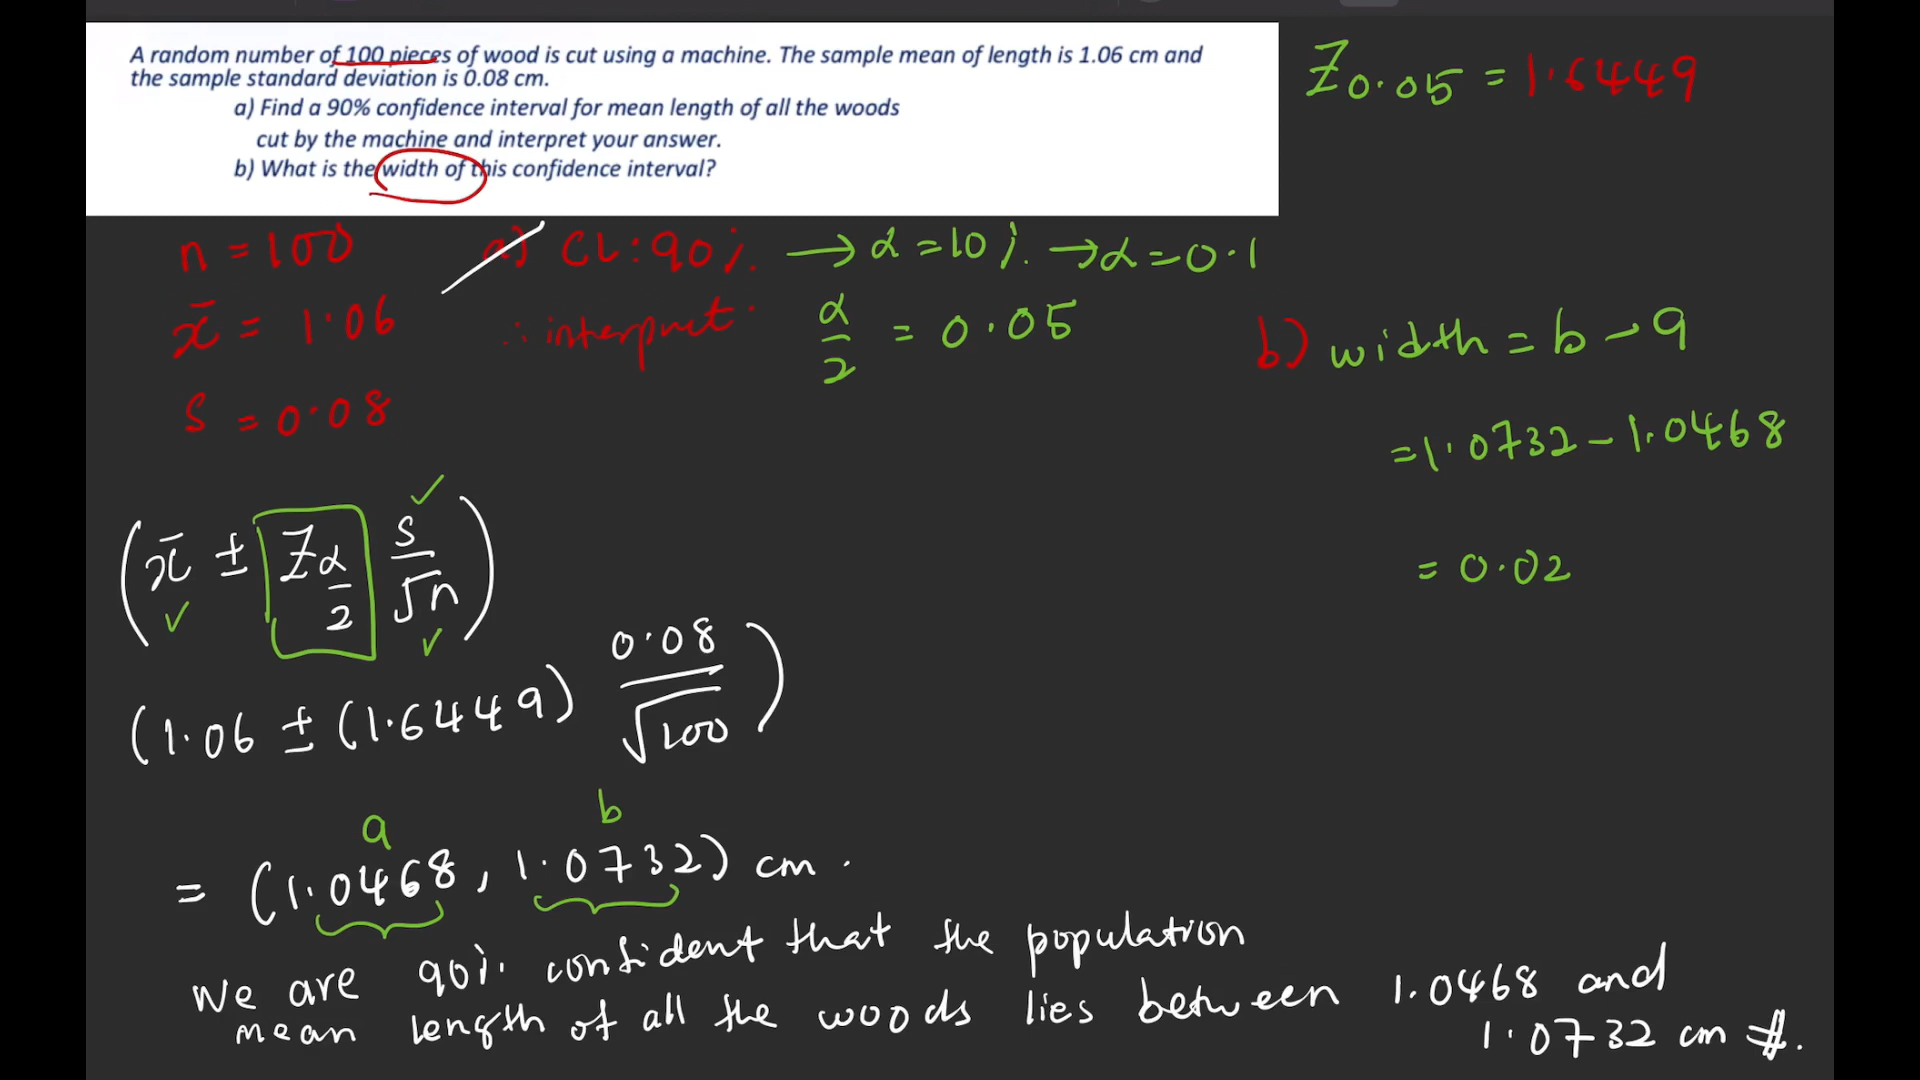 A random number of 100 pieces of wood is cut using a machine. The sample mean of length is 1.06 cm and
the sample standard deviation is 0.08 cm.
a) Find a 90% confidence interval for mean length of all the woods
cut by the machine and interpret your answer.
b) What is the width of this confidence interval?
Z0.05 = 1.6449
n = 100
x̄ = 1.06
s = 0.08
a) CL: 90%. → α = 10%. → α = 0.1
∴ interpret.
α/2 = 0.05
(x̄ ± Zα/2 s/√n)
(1.06 ± (1.6449) 0.08/√100)
a b
= (1.0468, 1.0732) cm.
We are 90%. confident that the population
mean length of all the woods lies between 1.0468 and
1.0732 cm #.
b) width = b - a
= 1.0732 - 1.0468
= 0.02